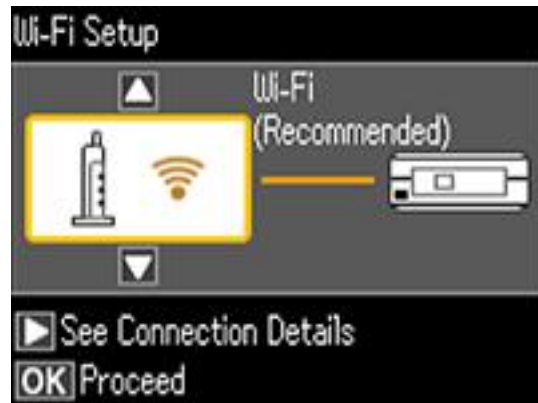 Wi-Fi Setup
Wi-Fi
(Recommended)
See Connection Details
OK Proceed